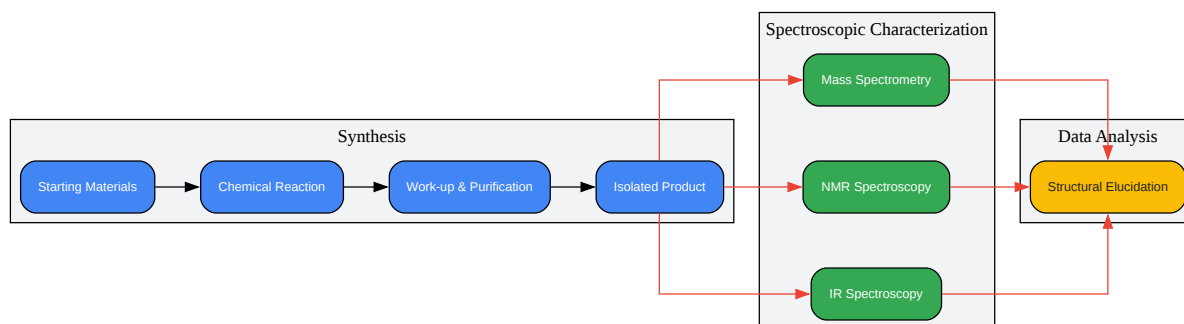 Synthesis
Starting Materials
Chemical Reaction
Work-up & Purification
Isolated Product
Spectroscopic Characterization
Mass Spectrometry
NMR Spectroscopy
IR Spectroscopy
Data Analysis
Structural Elucidation